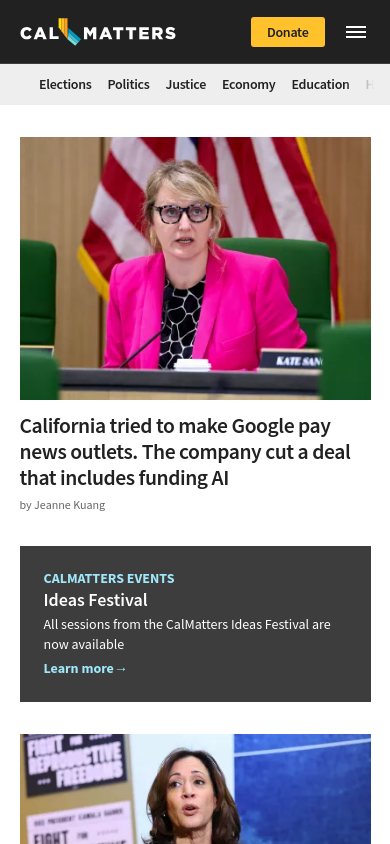 CAL MATTERS
Donate
Elections Politics Justice Economy Education H
KATE SAN
California tried to make Google pay
news outlets. The company cut a deal
that includes funding AI
by Jeanne Kuang
CALMATTERS EVENTS
Ideas Festival
All sessions from the CalMatters Ideas Festival are
now available
Learn more →
FIGHT FOR
REPRODUCTIVE
FREEDOMS
FIGHT